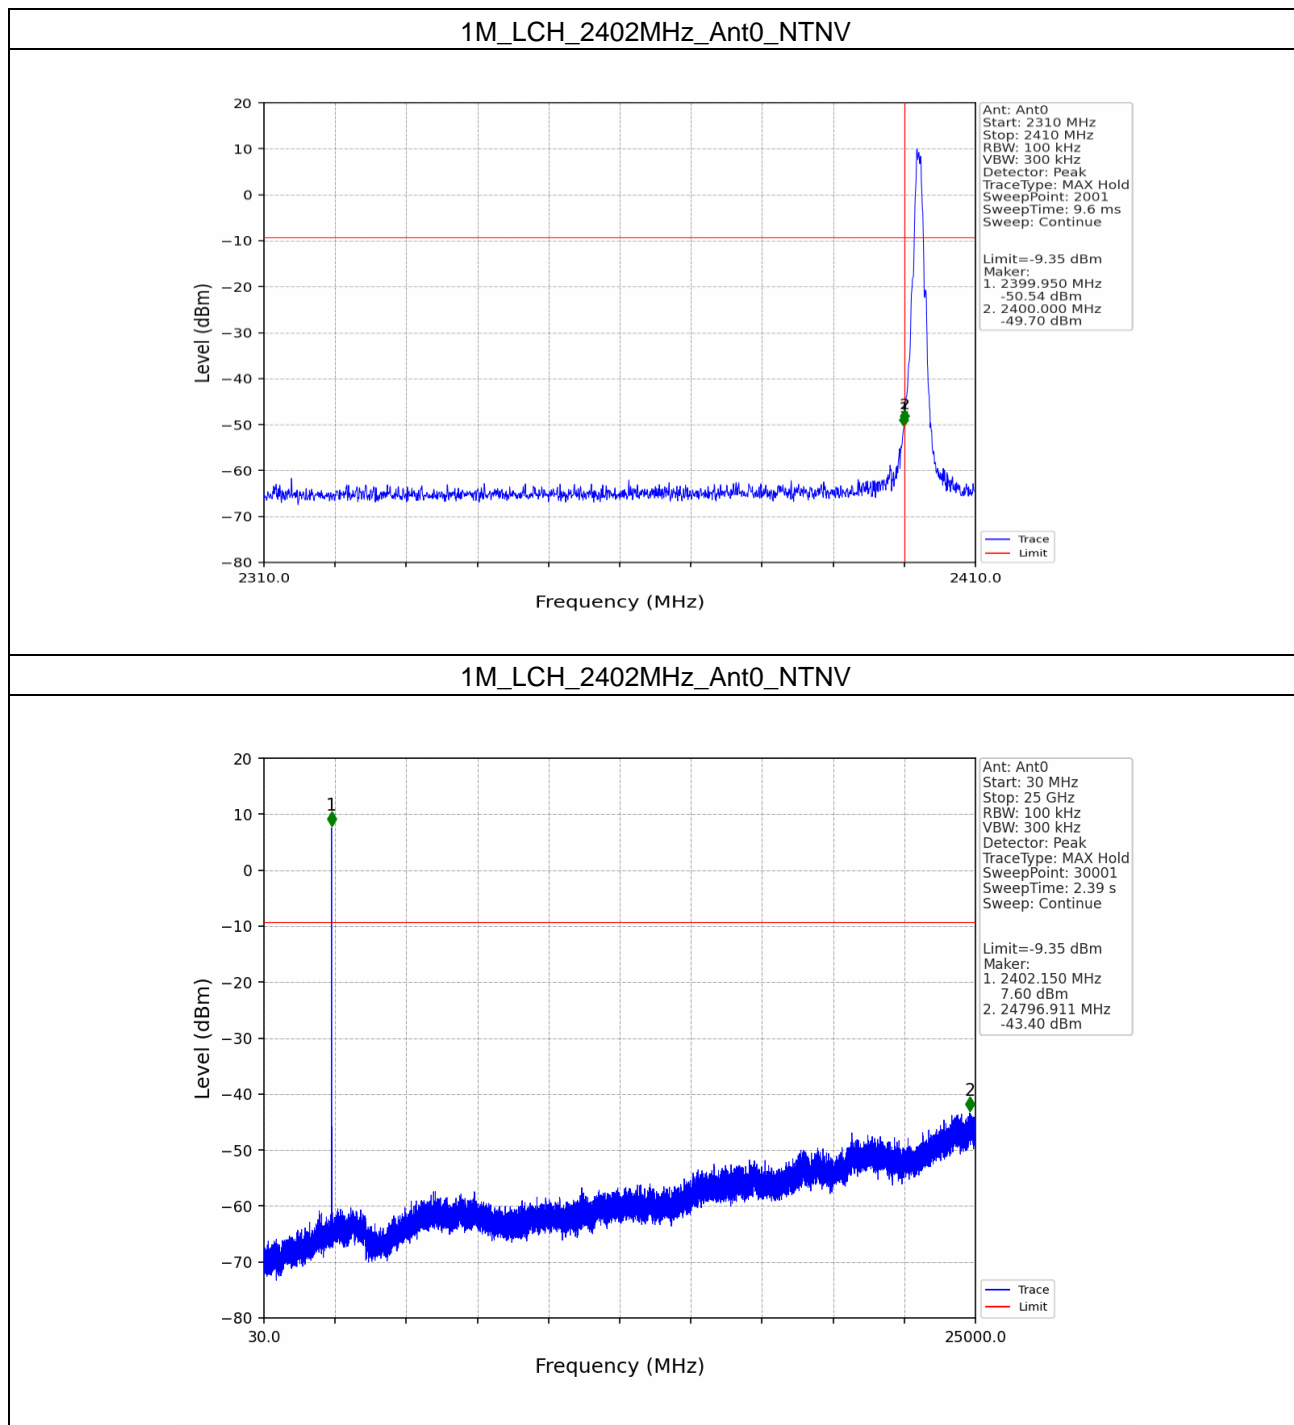 1M_LCH_2402MHz_Ant0_NTNV
20
10
0
−10
−20
−30
−40
−50
−60
−70
−80
Level (dBm)
2
2310.0
2410.0
Frequency (MHz)
Ant: Ant0
Start: 2310 MHz
Stop: 2410 MHz
RBW: 100 kHz
VBW: 300 kHz
Detector: Peak
TraceType: MAX Hold
SweepPoint: 2001
SweepTime: 9.6 ms
Sweep: Continue
Limit=-9.35 dBm
Maker:
1. 2399.950 MHz
-50.54 dBm
2. 2400.000 MHz
-49.70 dBm
Trace
Limit
1M_LCH_2402MHz_Ant0_NTNV
20
10
0
−10
−20
−30
−40
−50
−60
−70
−80
Level (dBm)
1
2
30.0
25000.0
Frequency (MHz)
Ant: Ant0
Start: 30 MHz
Stop: 25 GHz
RBW: 100 kHz
VBW: 300 kHz
Detector: Peak
TraceType: MAX Hold
SweepPoint: 30001
SweepTime: 2.39 s
Sweep: Continue
Limit=-9.35 dBm
Maker:
1. 2402.150 MHz
7.60 dBm
2. 24796.911 MHz
-43.40 dBm
Trace
Limit